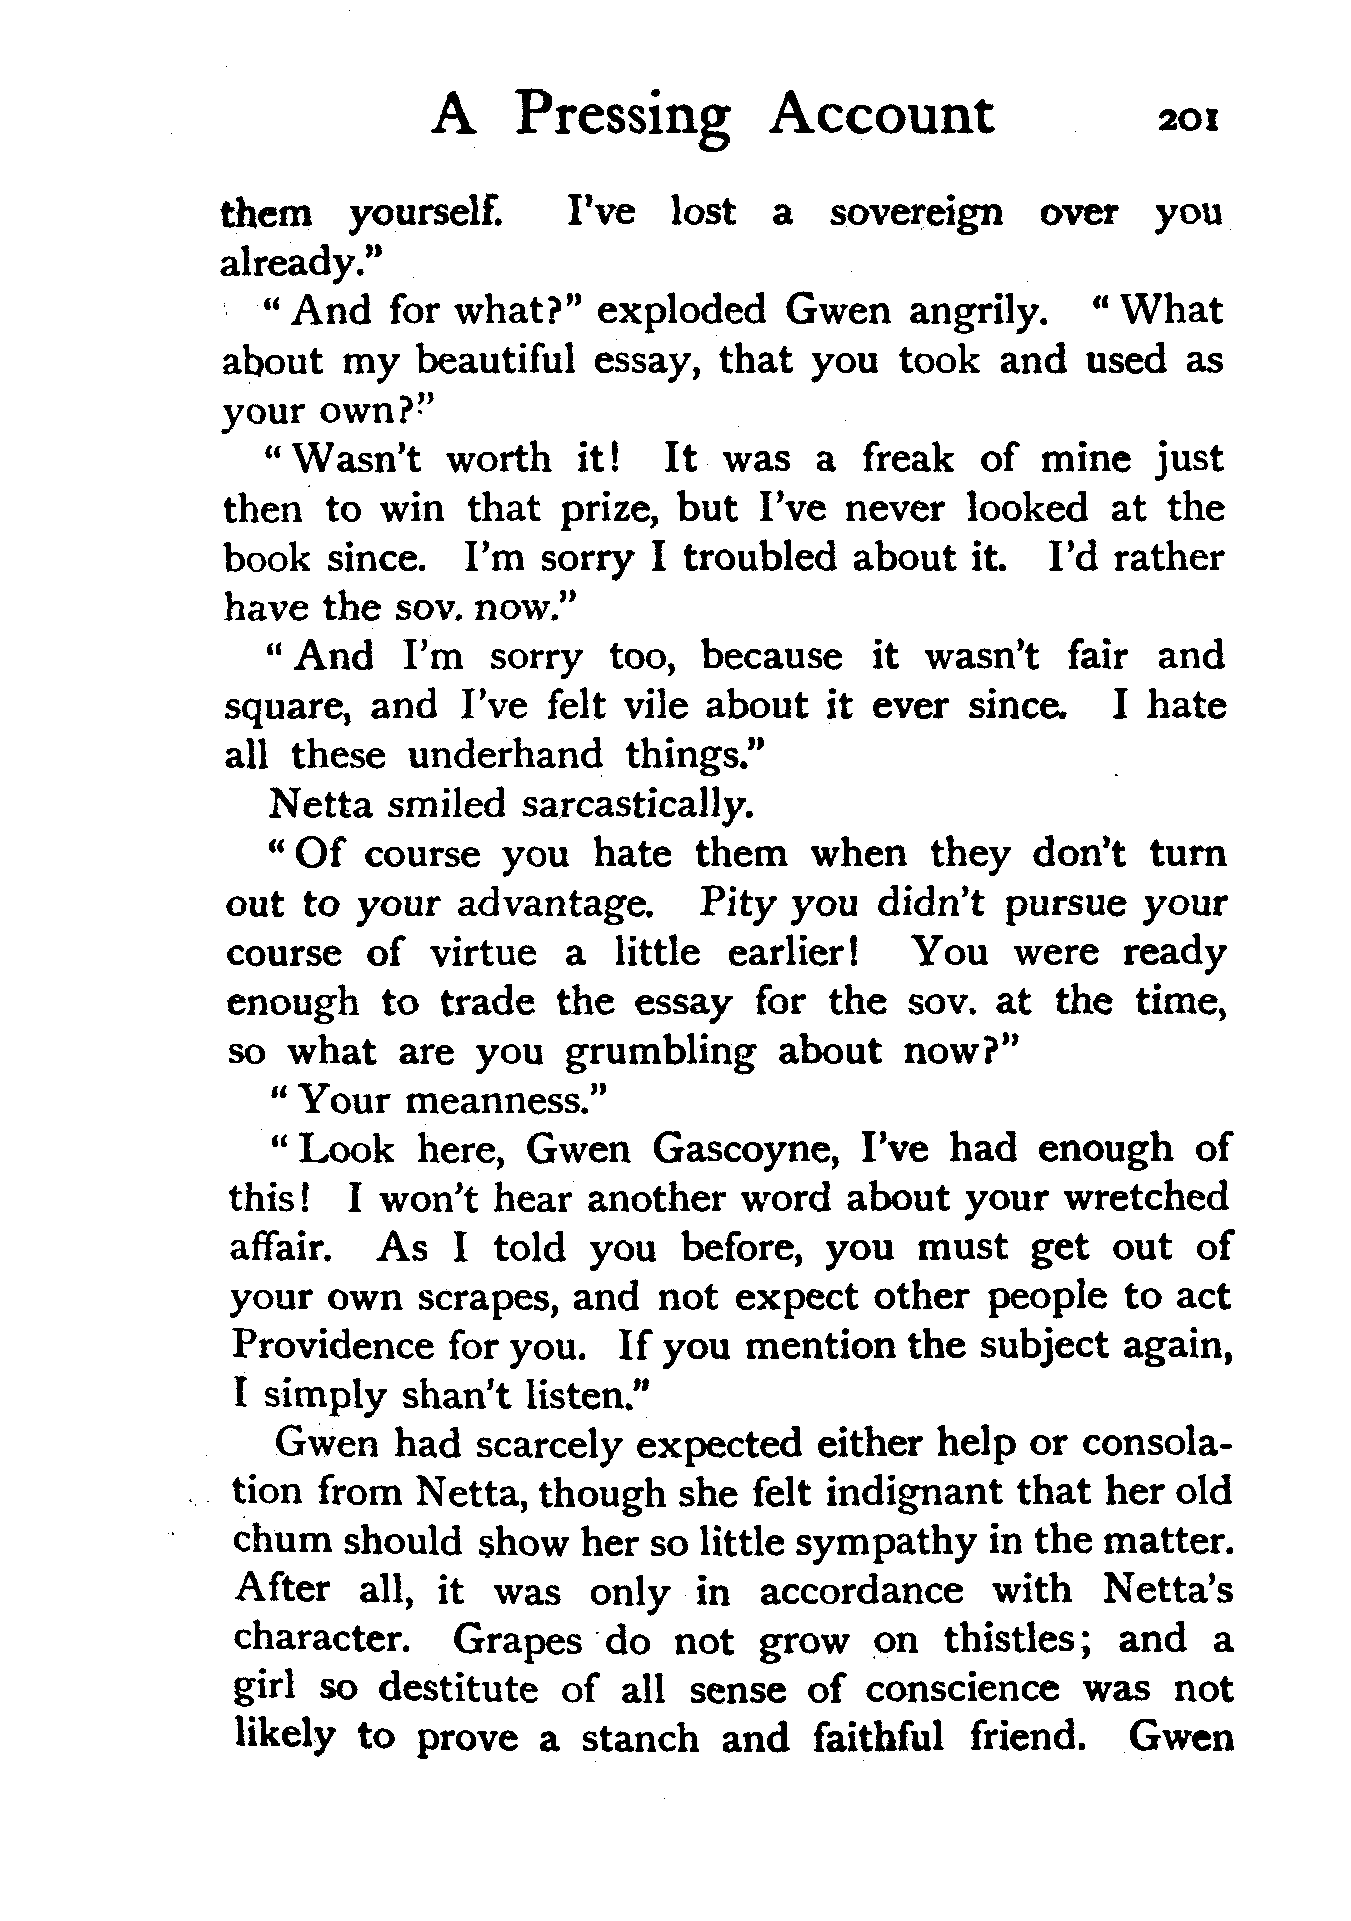 A Pressing Account 201
them yourself. I've lost a sovereign over you
already."
"And for what?" exploded Gwen angrily. "What
about my beautiful essay, that you took and used as
your own?"
"Wasn't worth it! It was a freak of mine just
then to win that prize, but I've never looked at the
book since. I'm sorry I troubled about it. I'd rather
have the sov. now."
"And I'm sorry too, because it wasn't fair and
square, and I've felt vile about it ever since. I hate
all these underhand things."
Netta smiled sarcastically.
"Of course you hate them when they don't turn
out to your advantage. Pity you didn't pursue your
course of virtue a little earlier! You were ready
enough to trade the essay for the sov. at the time,
so what are you grumbling about now?"
"Your meanness."
"Look here, Gwen Gascoyne, I've had enough of
this! I won't hear another word about your wretched
affair. As I told you before, you must get out of
your own scrapes, and not expect other people to act
Providence for you. If you mention the subject again,
I simply shan't listen."
Gwen had scarcely expected either help or consola-
tion from Netta, though she felt indignant that her old
chum should show her so little sympathy in the matter.
After all, it was only in accordance with Netta's
character. Grapes do not grow on thistles; and a
girl so destitute of all sense of conscience was not
likely to prove a stanch and faithful friend. Gwen